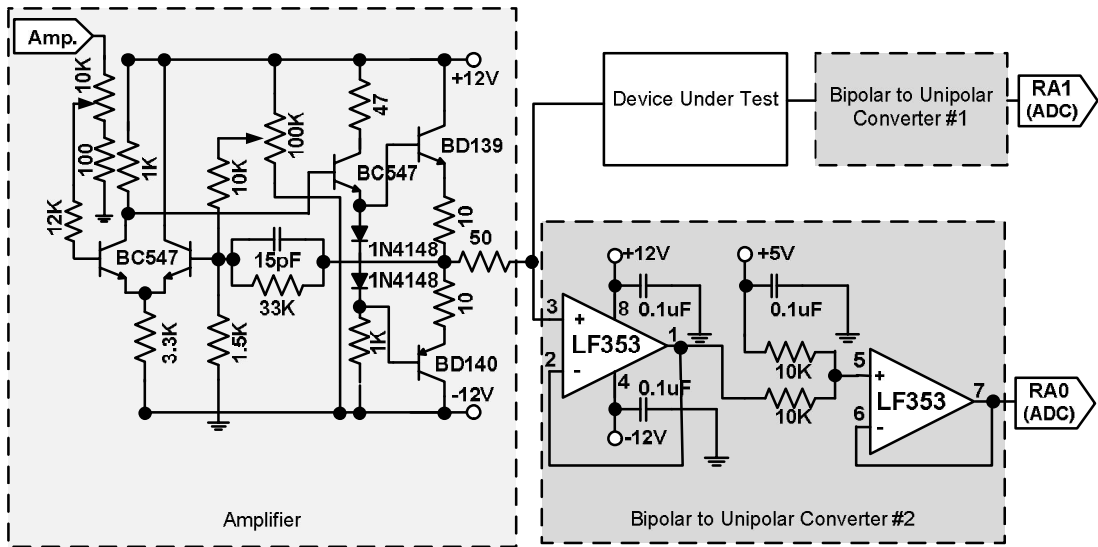 Amp.
10K
100
12K
1K
10K
100K
47
+12V
BD139
BC547
10
50
BC547
15pF
33K
1N4148
1N4148
10
3.3K
1.5K
1K
BD140
-12V
Amplifier
Device Under Test
Bipolar to Unipolar
Converter #1
RA1
(ADC)
+12V
0.1uF
8
3
+
LF353
1
2
-
4
0.1uF
-12V
+5V
0.1uF
10K
10K
5
+
LF353
7
6
-
RA0
(ADC)
Bipolar to Unipolar Converter #2